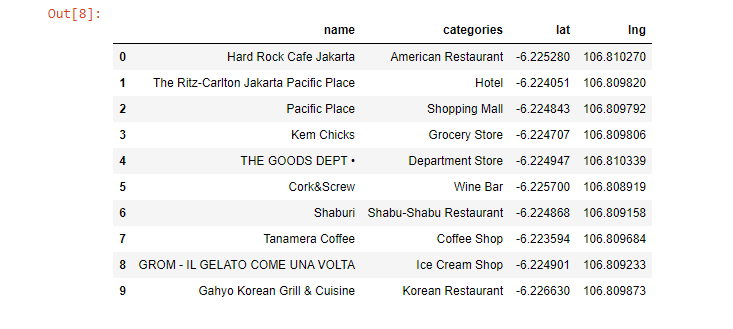 Out[8]:
name categories lat lng
0 Hard Rock Cafe Jakarta American Restaurant -6.225280 106.810270
1 The Ritz-Carlton Jakarta Pacific Place Hotel -6.224051 106.809820
2 Pacific Place Shopping Mall -6.224843 106.809792
3 Kem Chicks Grocery Store -6.224707 106.809806
4 THE GOODS DEPT • Department Store -6.224947 106.810339
5 Cork&Screw Wine Bar -6.225700 106.808919
6 Shaburi Shabu-Shabu Restaurant -6.224868 106.809158
7 Tanamera Coffee Coffee Shop -6.223594 106.809684
8 GROM - IL GELATO COME UNA VOLTA Ice Cream Shop -6.224901 106.809233
9 Gahyo Korean Grill & Cuisine Korean Restaurant -6.226630 106.809873